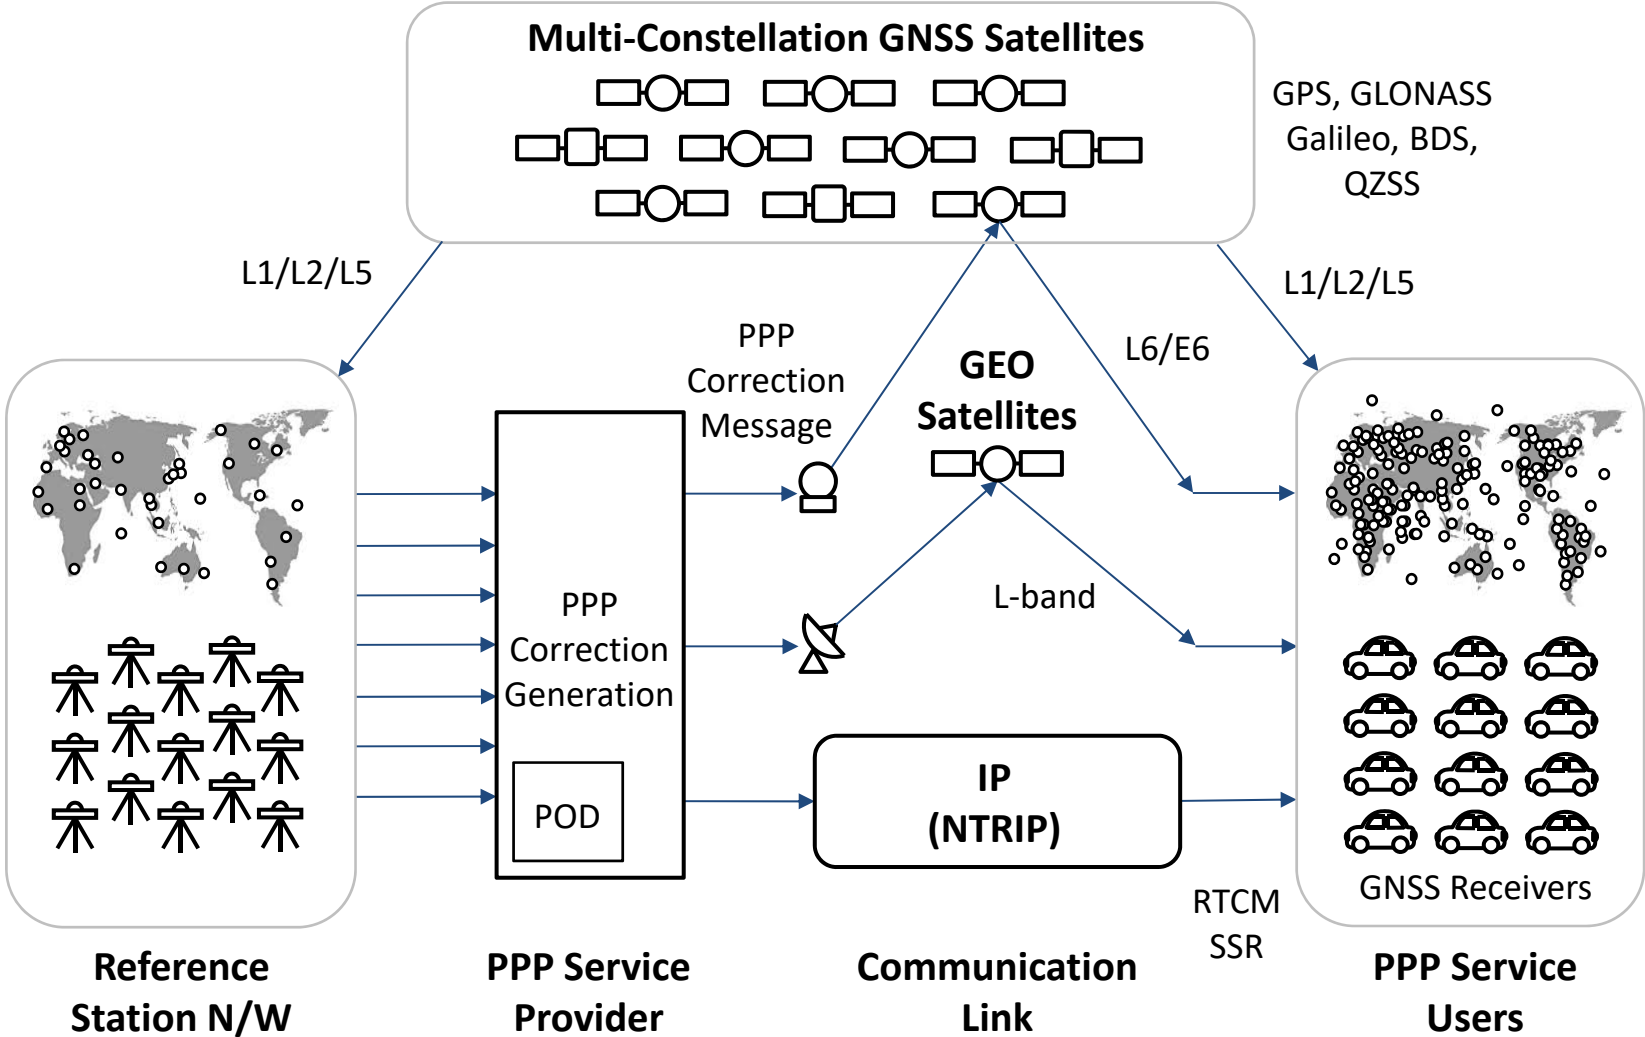 Multi-Constellation GNSS Satellites
GPS, GLONASS
Galileo, BDS,
QZSS
L1/L2/L5
L1/L2/L5
PPP
Correction
Message
L6/E6
GEO
Satellites
L-band
PPP
Correction
Generation
POD
IP
(NTRIP)
GNSS Receivers
RTCM
SSR
Reference
Station N/W
PPP Service
Provider
Communication
Link
PPP Service
Users